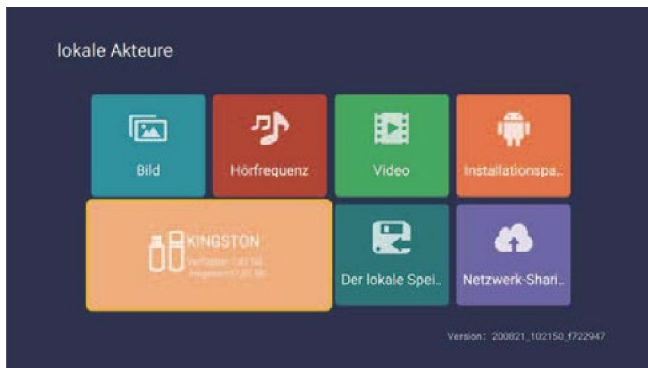 lokale Akteure
Bild
Hörfrequenz
Video
Installationspa..
KINGSTON
Der lokale Spei..
Netzwerk-Shari..
Version: 200821_102150_f722947